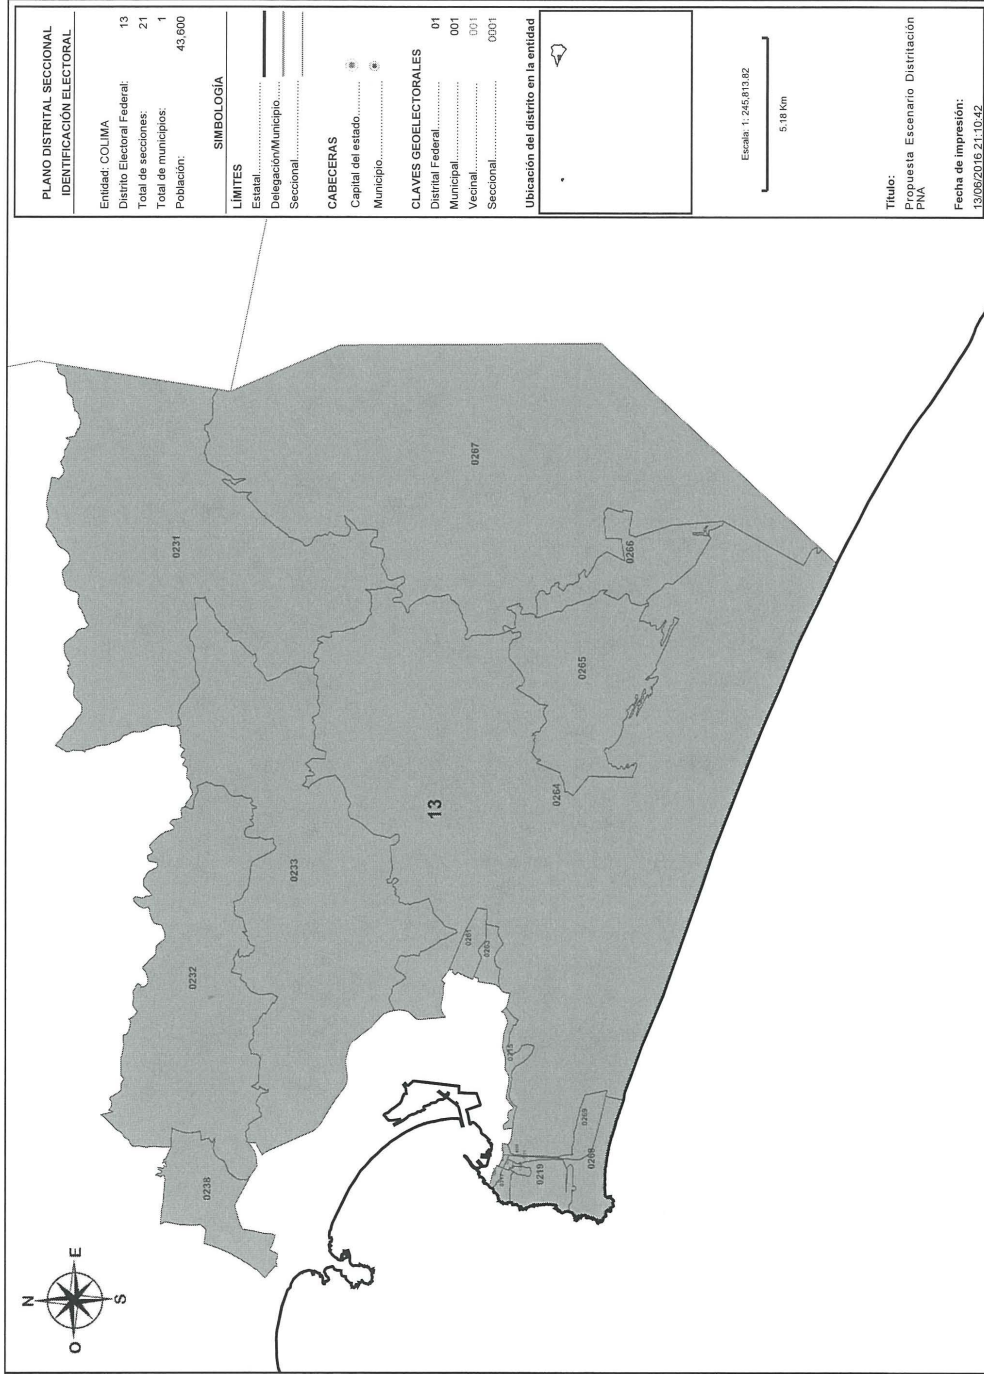 PLANO DISTRITAL SECCIONAL
IDENTIFICACIÓN ELECTORAL
Entidad: COLIMA
Distrito Electoral Federal: 13
Total de secciones: 21
Total de municipios: 1
Población: 43,600
SIMBOLOGÍA
LÍMITES
Estatal
Delegación/Municipio
Seccional
CABECERAS
Capital del estado
Municipio
CLAVES GEOELECTORALES
Distrital Federal 01
Municipal 001
Vecinal 001
Seccional 0001
Ubicación del distrito en la entidad
Escala: 1: 245,813.82
5.18 Km
Título:
Propuesta Escenario Distritación
PNA
Fecha de impresión:
13/06/2016 21:10:42
N
O
E
S
0231
0232
0238
0233
0267
0266
0265
13
0264
0261
0219
0269
0268